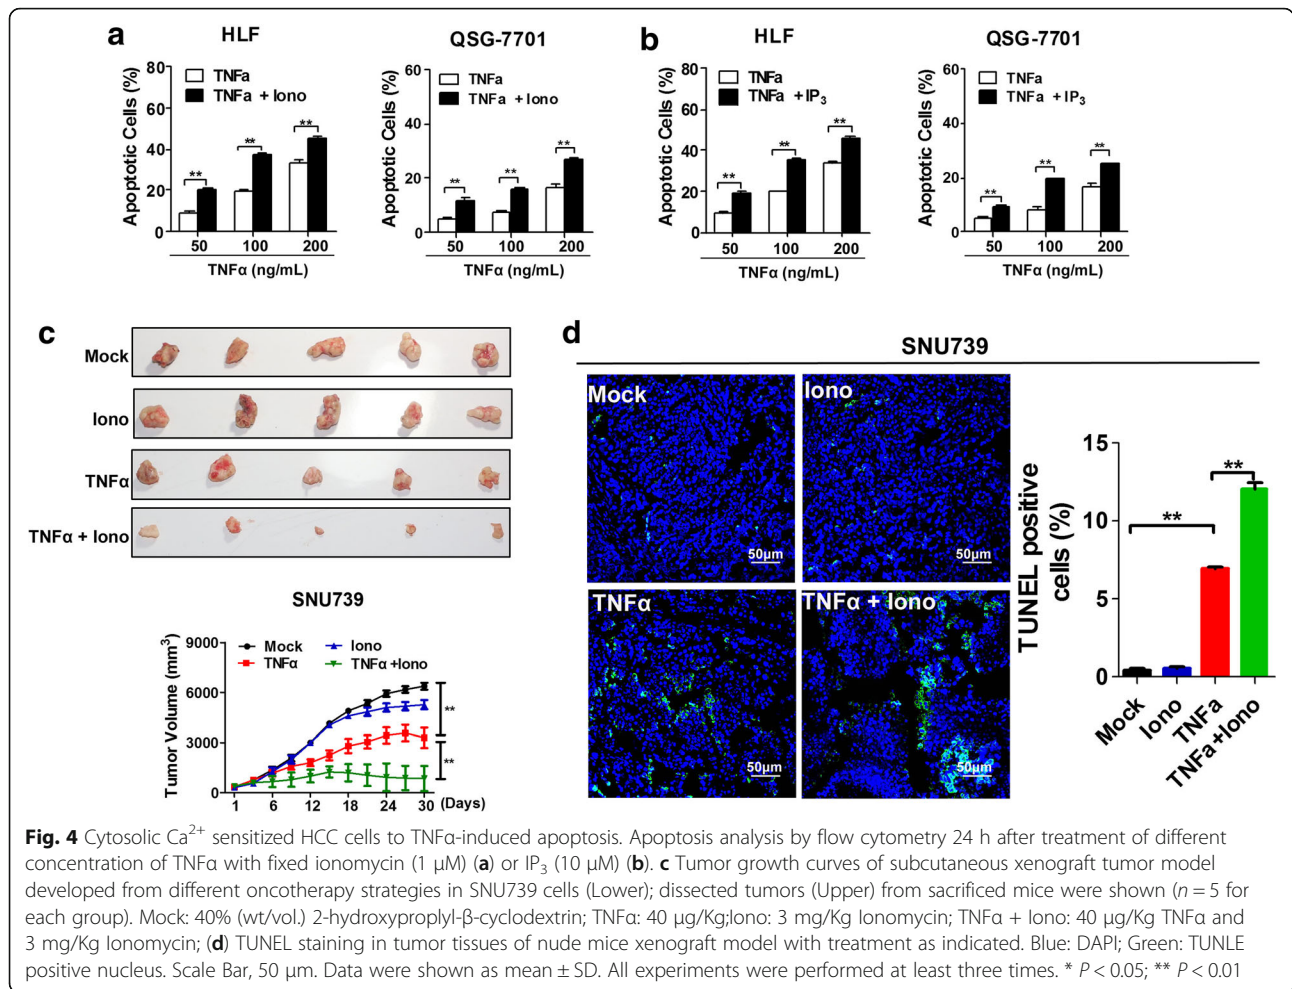 a
HLF
80
60
40
20
0
Apoptotic Cells (%)
TNFa
TNFa + Iono
**
**
**
50 100 200
TNFα (ng/mL)
QSG-7701
60
40
20
0
Apoptotic Cells (%)
TNFa
TNFa + Iono
**
**
**
50 100 200
TNFα (ng/mL)
b
HLF
80
60
40
20
0
Apoptotic Cells (%)
TNFa
TNFa + IP₃
**
**
**
50 100 200
TNFα (ng/mL)
QSG-7701
60
40
20
0
Apoptotic Cells (%)
TNFa
TNFa + IP₃
**
**
**
50 100 200
TNFα (ng/mL)
c
Mock
Iono
TNFα
TNFα + Iono
SNU739
9000
6000
3000
0
Tumor Volume (mm³)
Mock
Iono
TNFα
TNFα +Iono
**
**
1 6 12 18 24 30 (Days)
d
SNU739
Mock
50μm
Iono
50μm
TNFα
50μm
TNFα + Iono
50μm
15
10
5
0
TUNEL positive
cells (%)
**
**
Mock
Iono
TNFa
TNFa+Iono
Fig. 4 Cytosolic Ca²⁺ sensitized HCC cells to TNFα-induced apoptosis. Apoptosis analysis by flow cytometry 24 h after treatment of different
concentration of TNFα with fixed ionomycin (1 μM) (a) or IP₃ (10 μM) (b). c Tumor growth curves of subcutaneous xenograft tumor model
developed from different oncotherapy strategies in SNU739 cells (Lower); dissected tumors (Upper) from sacrificed mice were shown (n = 5 for
each group). Mock: 40% (wt/vol.) 2-hydroxyproplyl-β-cyclodextrin; TNFα: 40 μg/Kg;Iono: 3 mg/Kg Ionomycin; TNFα + Iono: 40 μg/Kg TNFα and
3 mg/Kg Ionomycin; (d) TUNEL staining in tumor tissues of nude mice xenograft model with treatment as indicated. Blue: DAPI; Green: TUNLE
positive nucleus. Scale Bar, 50 μm. Data were shown as mean ± SD. All experiments were performed at least three times. * P < 0.05; ** P < 0.01